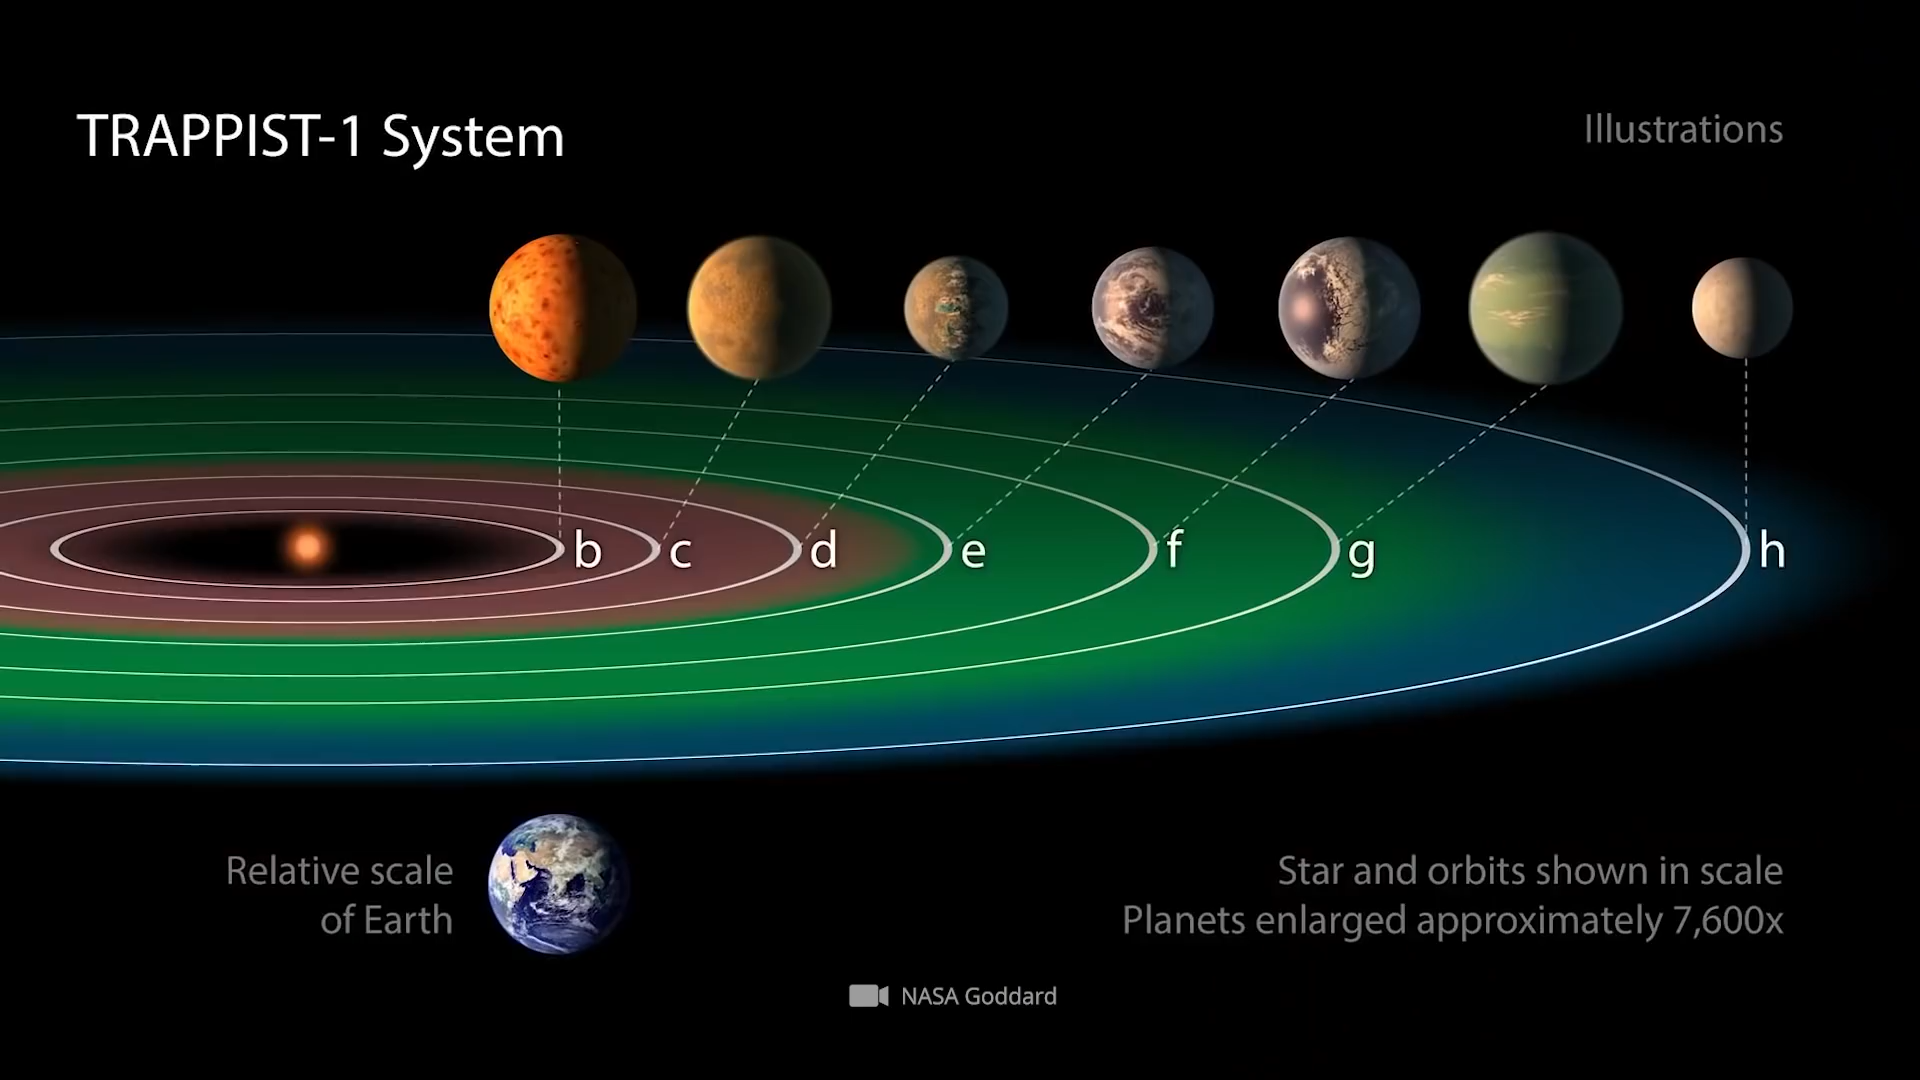 TRAPPIST-1 System
Illustrations
b
c
d
e
f
g
h
Relative scale
of Earth
Star and orbits shown in scale
Planets enlarged approximately 7,600x
NASA Goddard